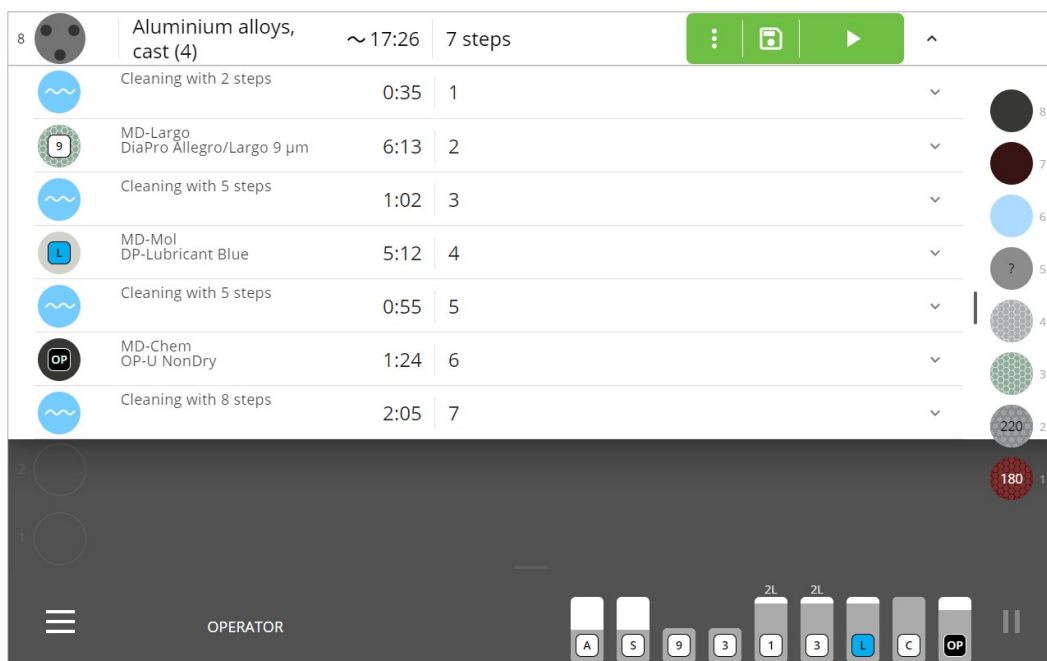 8 Aluminium alloys, cast (4) ~ 17:26 7 steps
Cleaning with 2 steps 0:35 1
9 MD-Largo
DiaPro Allegro/Largo 9 µm 6:13 2
Cleaning with 5 steps 1:02 3
L MD-Mol
DP-Lubricant Blue 5:12 4
Cleaning with 5 steps 0:55 5
OP MD-Chem
OP-U NonDry 1:24 6
Cleaning with 8 steps 2:05 7
8
7
6
? 5
4
3
220 2
180 1
2
1
2L 2L
OPERATOR A S 9 3 1 3 L C OP